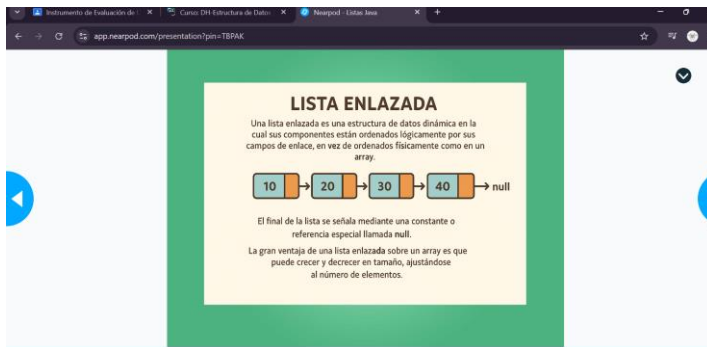 Instrumento de Evaluación de
Curso: DH-Estructura de Datos
Nearpod - Listas Java
app.nearpod.com/presentation?pin=TBPAK
LISTA ENLAZADA
Una lista enlazada es una estructura de datos dinámica en la
cual sus componentes están ordenados lógicamente por sus
campos de enlace, en vez de ordenados físicamente como en un
array.
10 20 30 40 null
El final de la lista se señala mediante una constante o
referencia especial llamada null.
La gran ventaja de una lista enlazada sobre un array es que
puede crecer y decrecer en tamaño, ajustándose
al número de elementos.